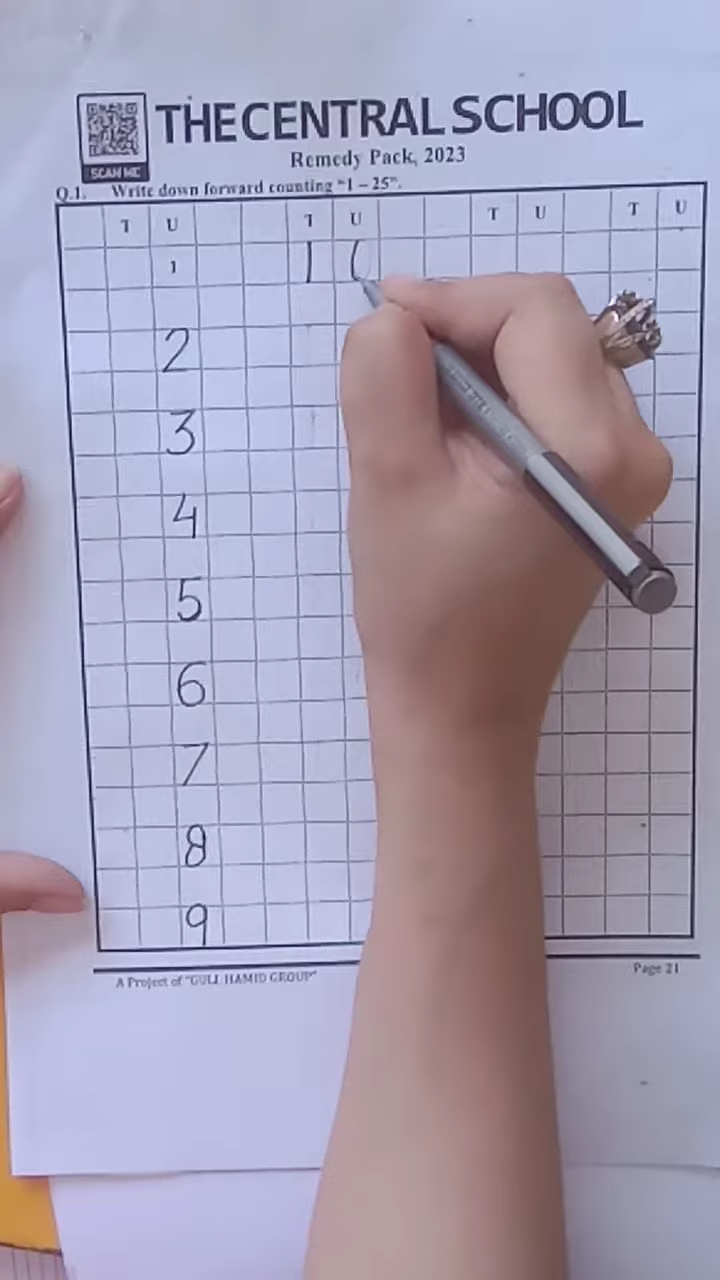 THE CENTRAL SCHOOL
SCAN ME
Remedy Pack, 2023
Q.1. Write down forward counting "1 – 25".
T U T U T U T U
1 1 0
2
3
4
5
6
7
8
9
A Project of "GULL HAMID GROUP"
Page 21